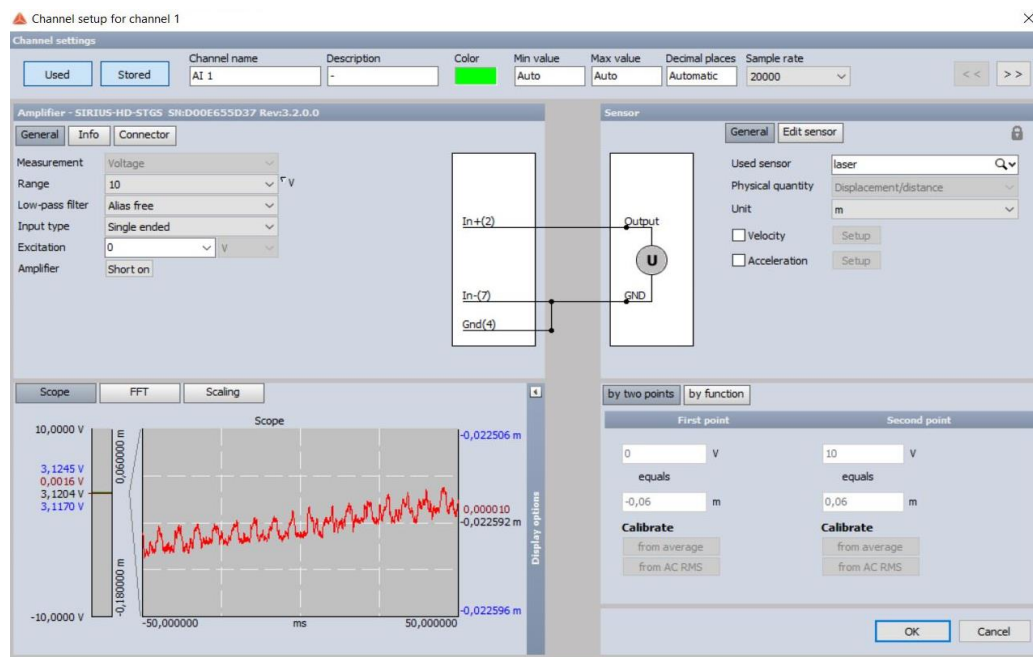 Channel setup for channel 1
Channel settings
Used
Stored
Channel name
AI 1
Description
-
Color
Min value
Auto
Max value
Auto
Decimal places
Automatic
Sample rate
20000
<<
>>
Amplifier - SIRIUS-HD-STGS SN:D00E655D37 Rev:3.2.0.0
General
Info
Connector
Measurement
Voltage
Range
10
V
Low-pass filter
Alias free
Input type
Single ended
Excitation
0
V
Amplifier
Short on
In+(2)
In-(7)
Gnd(4)
Sensor
Output
U
GND
General
Edit sensor
Used sensor
laser
Physical quantity
Displacement/distance
Unit
m
Velocity
Setup
Acceleration
Setup
Scope
FFT
Scaling
Scope
10,0000 V
3,1245 V
0,0016 V
3,1204 V
3,1170 V
-10,0000 V
0,060000 m
-0,180000 m
-0,022506 m
0,000010
-0,022592 m
-0,022596 m
-50,000000
ms
50,000000
Display options
by two points
by function
First point
Second point
0
V
10
V
equals
equals
-0,06
m
0,06
m
Calibrate
Calibrate
from average
from average
from AC RMS
from AC RMS
OK
Cancel